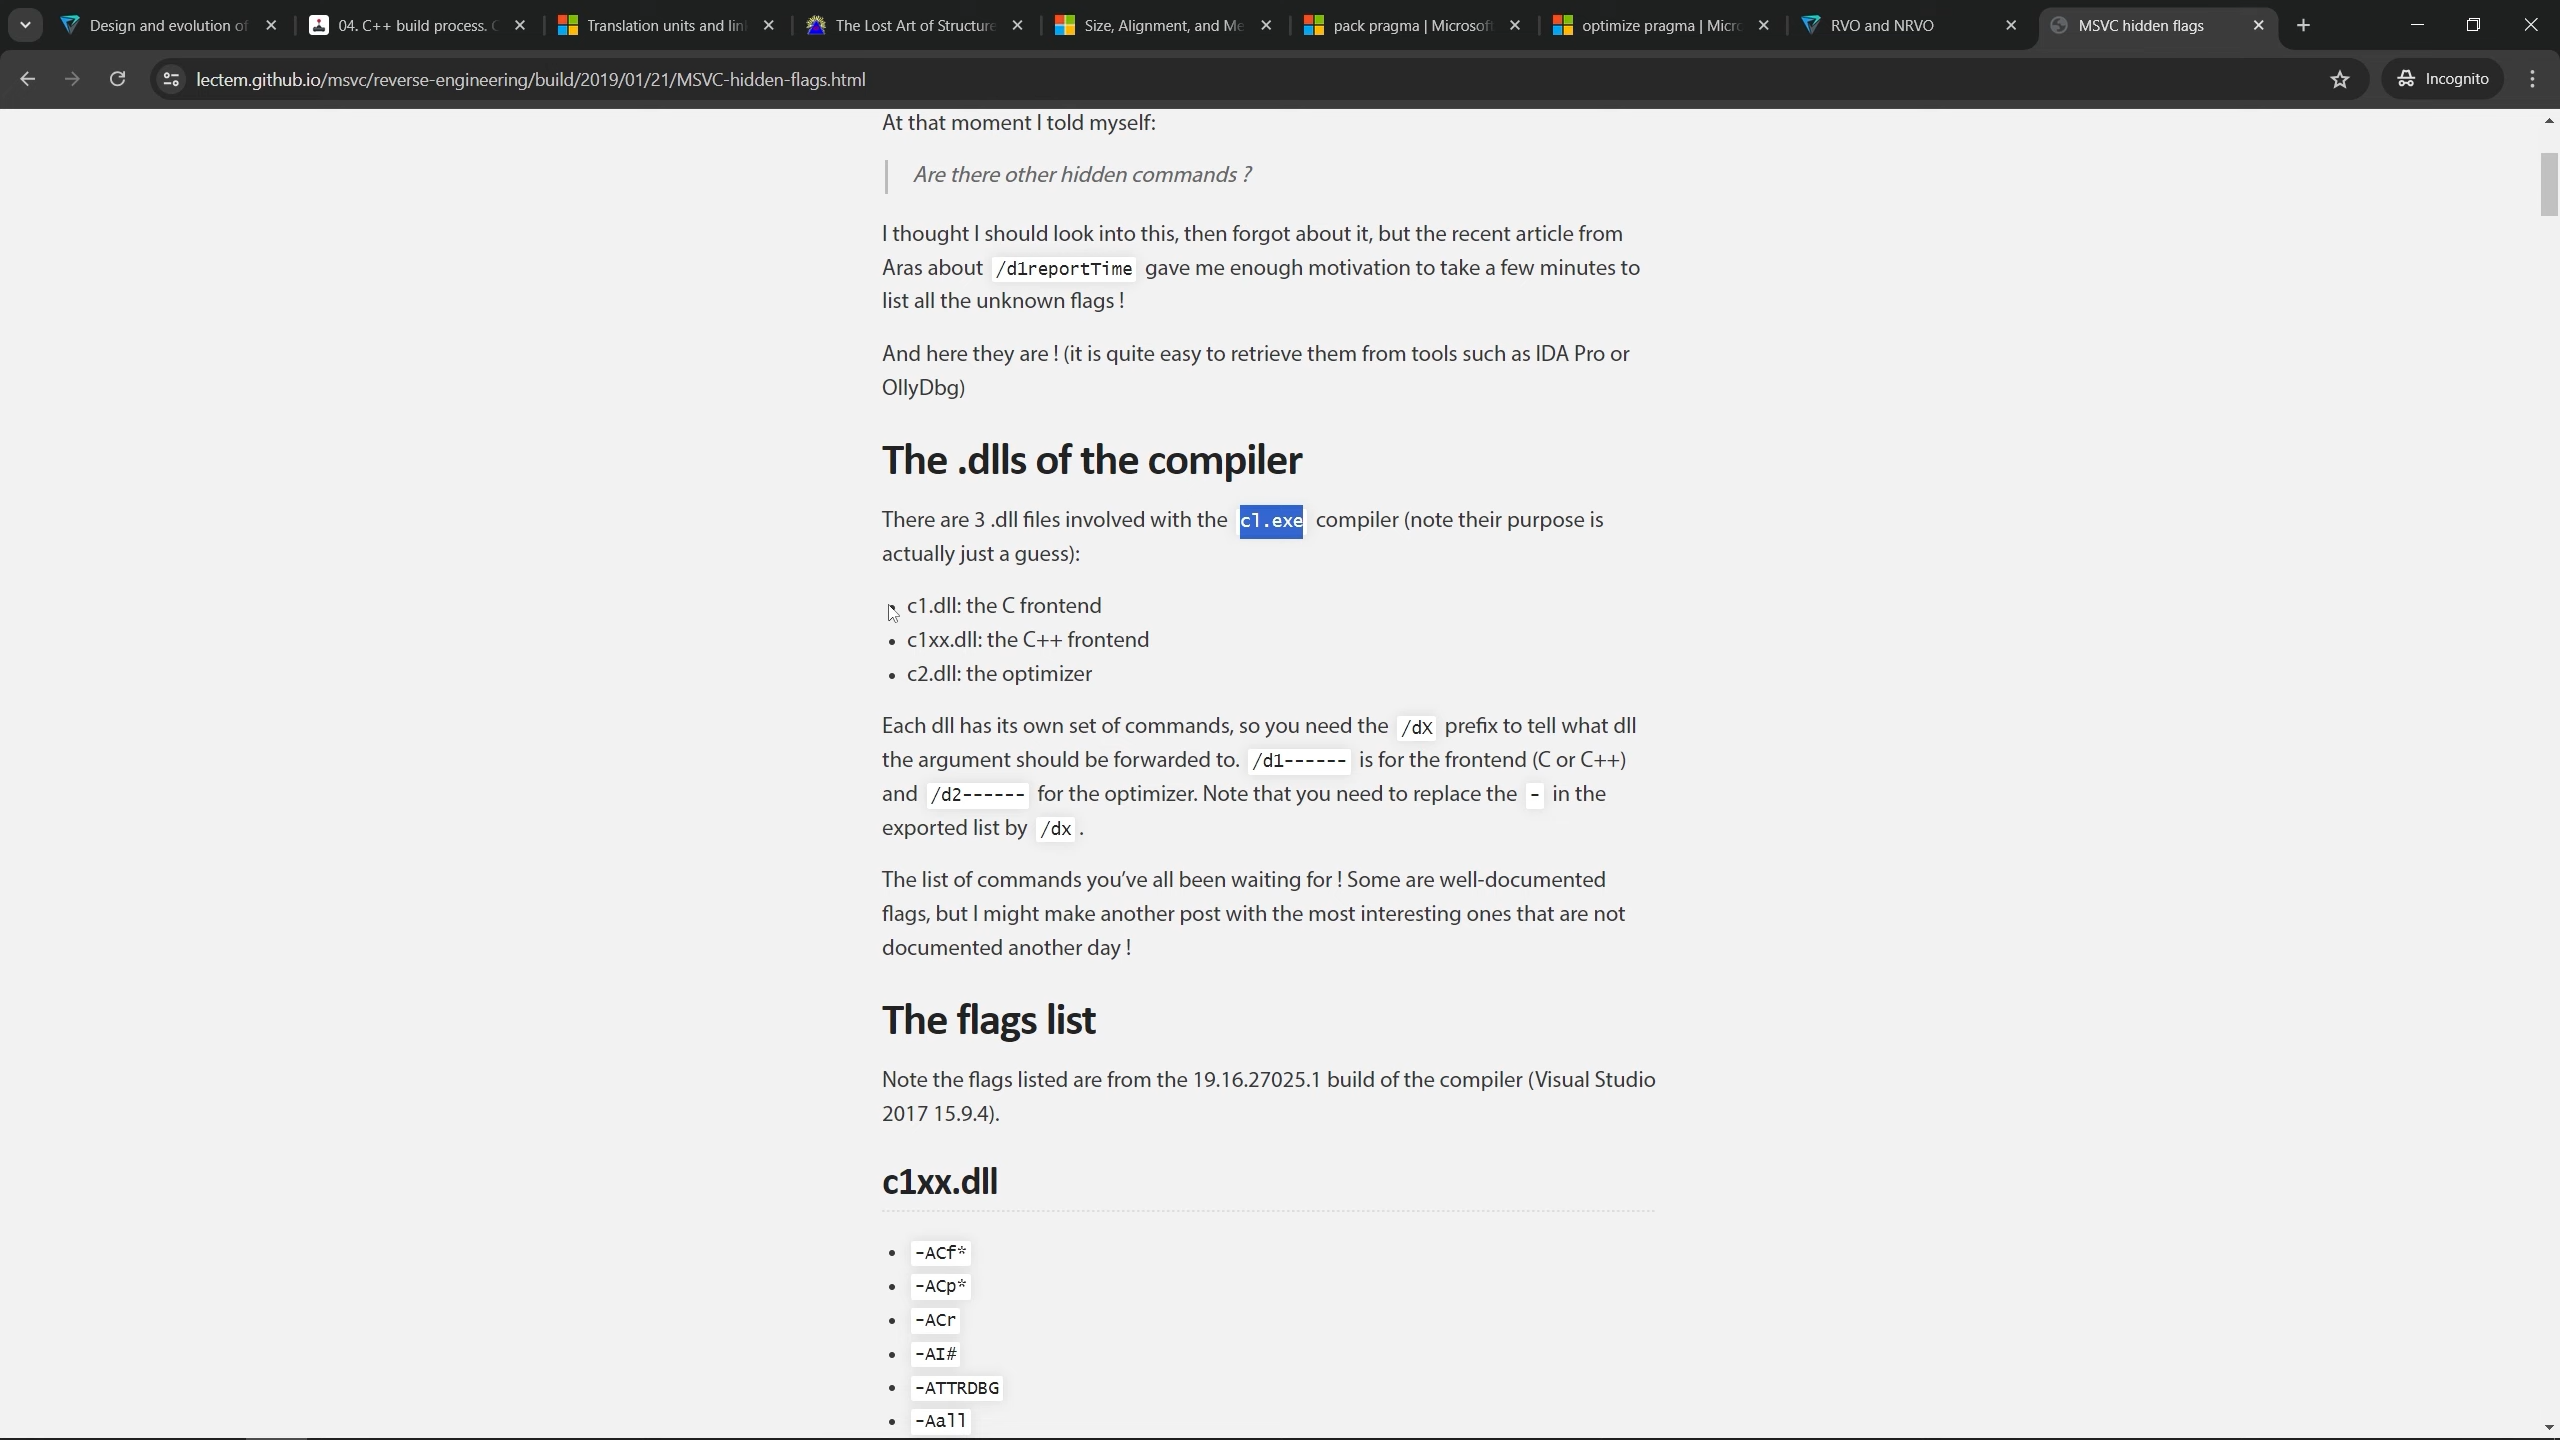 Design and evolution of
04. C++ build process. C
Translation units and lin
The Lost Art of Structure
Size, Alignment, and Me
pack pragma | Microsoft
optimize pragma | Micro
RVO and NRVO
MSVC hidden flags
lectem.github.io/msvc/reverse-engineering/build/2019/01/21/MSVC-hidden-flags.html
Incognito
At that moment I told myself:
Are there other hidden commands ?
I thought I should look into this, then forgot about it, but the recent article from
Aras about /d1reportTime gave me enough motivation to take a few minutes to
list all the unknown flags !
And here they are ! (it is quite easy to retrieve them from tools such as IDA Pro or
OllyDbg)
The .dlls of the compiler
There are 3 .dll files involved with the cl.exe compiler (note their purpose is
actually just a guess):
• c1.dll: the C frontend
• c1xx.dll: the C++ frontend
• c2.dll: the optimizer
Each dll has its own set of commands, so you need the /dX prefix to tell what dll
the argument should be forwarded to. /d1------ is for the frontend (C or C++)
and /d2------ for the optimizer. Note that you need to replace the - in the
exported list by /dx .
The list of commands you've all been waiting for ! Some are well-documented
flags, but I might make another post with the most interesting ones that are not
documented another day !
The flags list
Note the flags listed are from the 19.16.27025.1 build of the compiler (Visual Studio
2017 15.9.4).
c1xx.dll
• -ACf*
• -ACp*
• -ACr
• -AI#
• -ATTRDBG
• -Aall